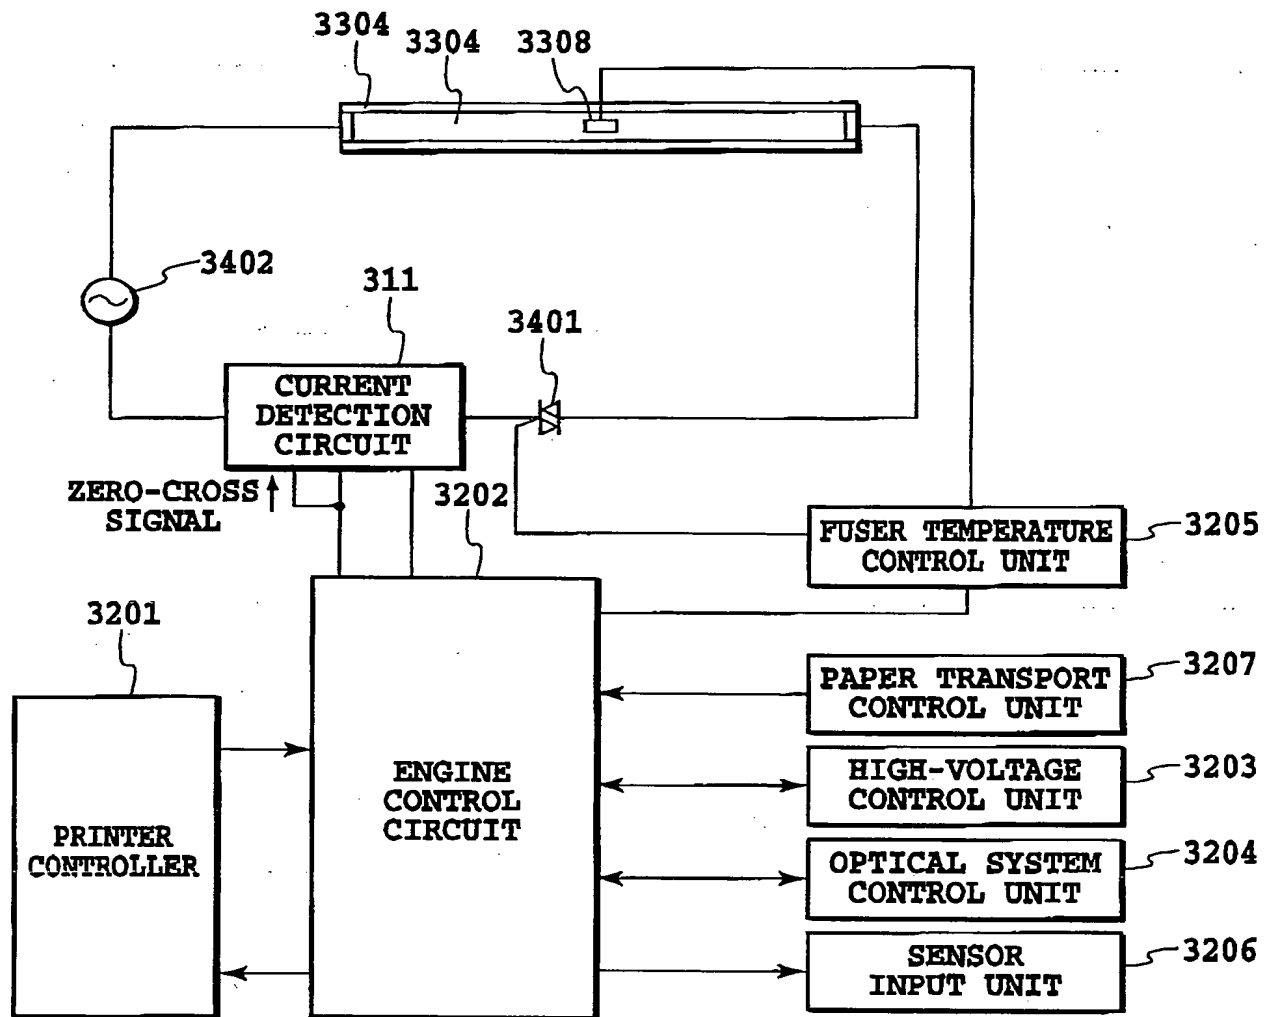 3304
3304
3308
3402
311
3401
CURRENT
DETECTION
CIRCUIT
ZERO-CROSS
SIGNAL
3202
FUSER TEMPERATURE
CONTROL UNIT
3205
3201
PAPER TRANSPORT
CONTROL UNIT
3207
HIGH-VOLTAGE
CONTROL UNIT
3203
ENGINE
CONTROL
CIRCUIT
PRINTER
CONTROLLER
OPTICAL SYSTEM
CONTROL UNIT
3204
SENSOR
INPUT UNIT
3206